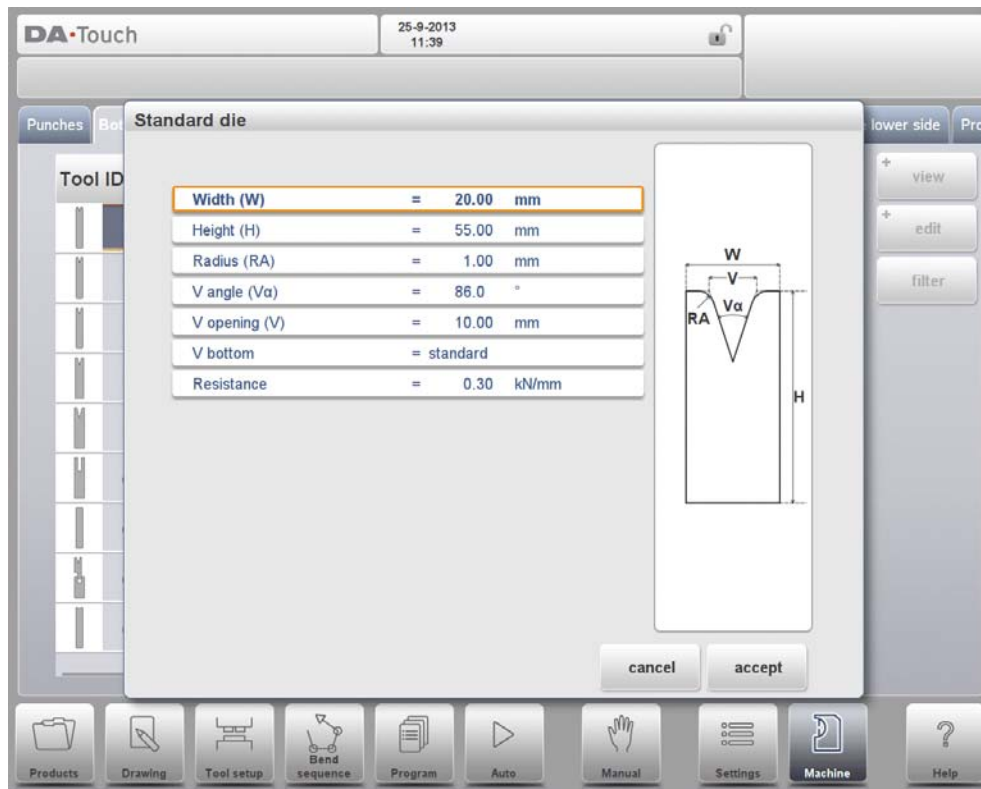 DA•Touch
25-9-2013
11:39
Punches
Bot
Standard die
lower side
Pro
Tool ID
Width (W) = 20.00 mm
Height (H) = 55.00 mm
Radius (RA) = 1.00 mm
V angle (Vα) = 86.0 °
V opening (V) = 10.00 mm
V bottom = standard
Resistance = 0.30 kN/mm
W
V
Vα
RA
H
+ view
+ edit
filter
cancel
accept
Products
Drawing
Tool setup
Bend
sequence
Program
Auto
Manual
Settings
Machine
?
Help